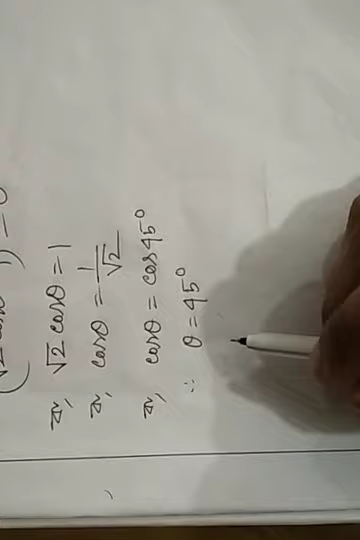 বা, √2 cosθ = 1
বা, cosθ = 1/√2
বা, cosθ = cos45°
∴ θ = 45°